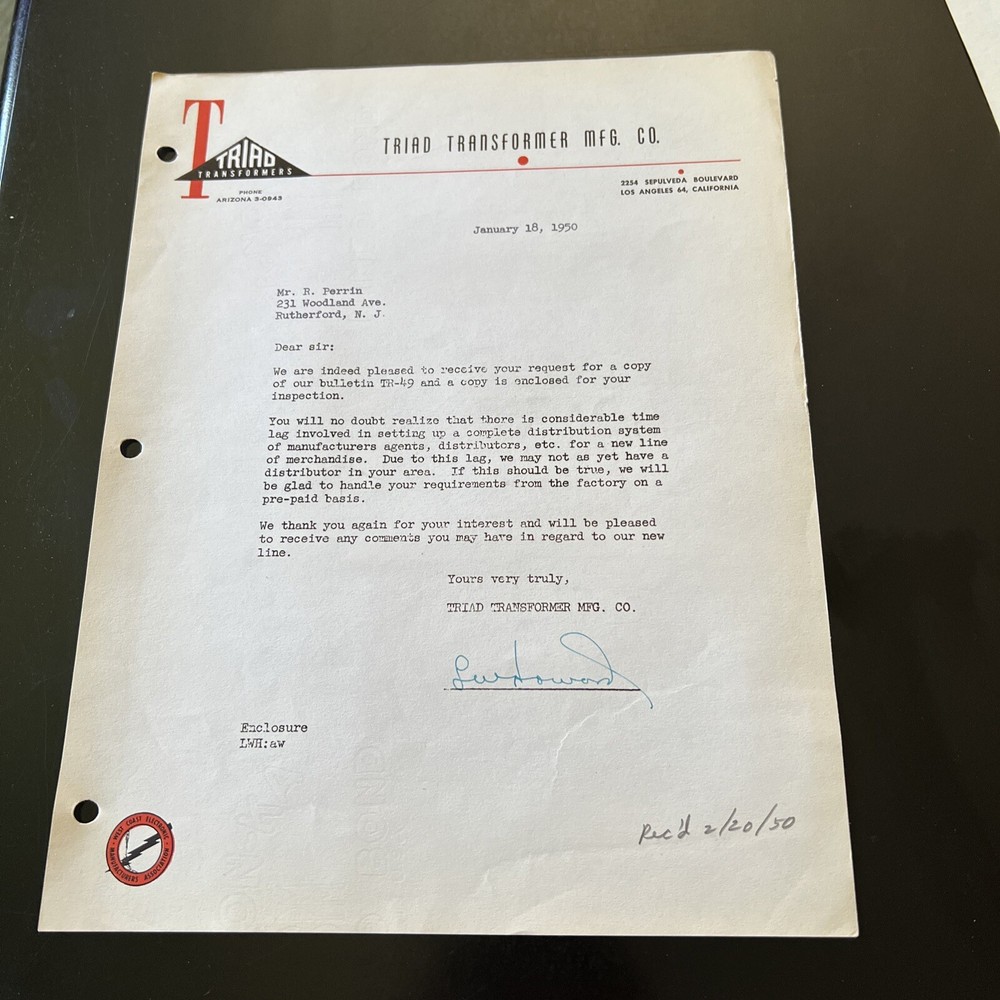 T
TRIAD
TRANSFORMERS
PHONE
ARIZONA 3-0943
TRIAD TRANSFORMER MFG. CO.
2254 SEPULVEDA BOULEVARD
LOS ANGELES 64, CALIFORNIA
January 18, 1950
Mr. R. Perrin
231 Woodland Ave.
Rutherford, N. J.
Dear sir:
We are indeed pleased to receive your request for a copy
of our bulletin TR-49 and a copy is enclosed for your
inspection.
You will no doubt realize that there is considerable time
lag involved in setting up a complete distribution system
of manufacturers agents, distributors, etc. for a new line
of merchandise. Due to this lag, we may not as yet have a
distributor in your area. If this should be true, we will
be glad to handle your requirements from the factory on a
pre-paid basis.
We thank you again for your interest and will be pleased
to receive any comments you may have in regard to our new
line.
Yours very truly,
TRIAD TRANSFORMER MFG. CO.
LWHoward
Enclosure
LWH:aw
WEST COAST ELECTRONIC
MANUFACTURERS ASSOCIATION
Rec'd 2/20/50